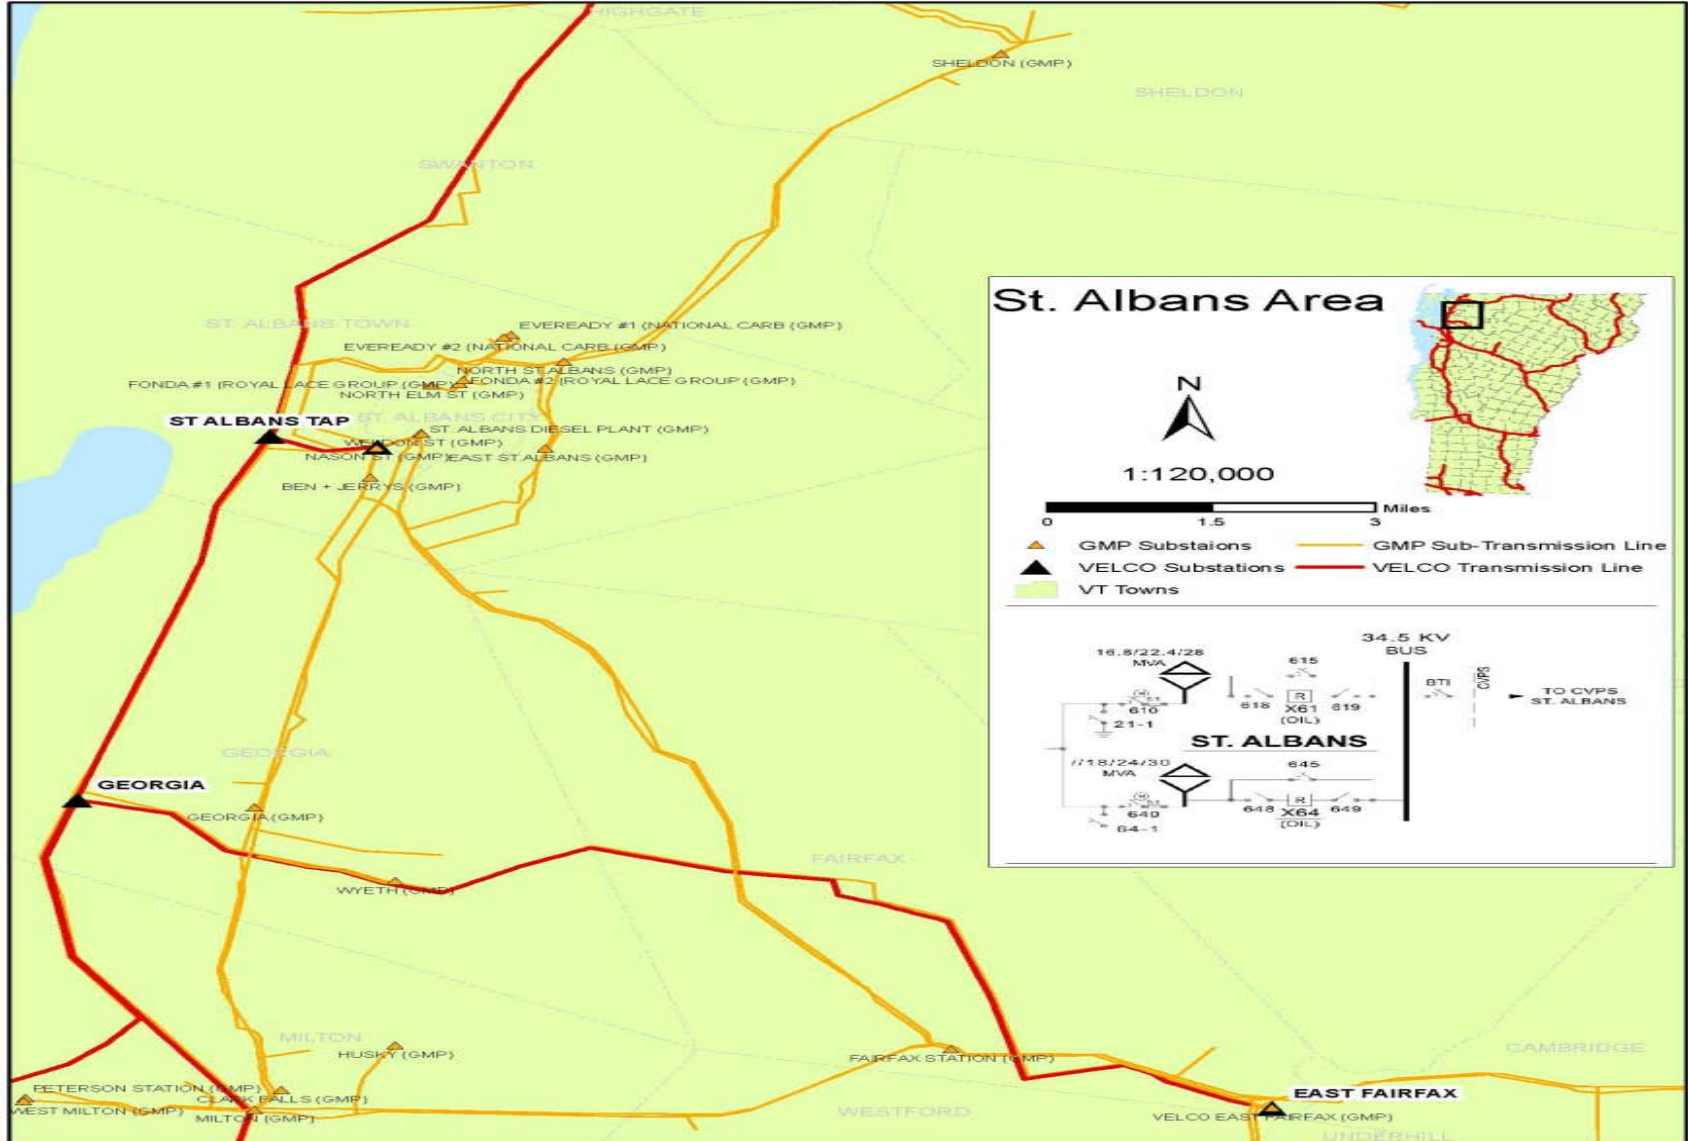 HIGHGATE
SHELDON (GMP)
SHELDON
SWANTON
ST. ALBANS TOWN
EVEREADY #1 (NATIONAL CARB (GMP)
EVEREADY #2 (NATIONAL CARB (GMP)
NORTH ST ALBANS (GMP)
FONDA #1 (ROYAL LACE GROUP (GMP)
FONDA #2 (ROYAL LACE GROUP (GMP)
NORTH ELM ST (GMP)
ST ALBANS TAP
ST. ALBANS CITY
ST. ALBANS DIESEL PLANT (GMP)
WELDON ST (GMP)
NASON ST (GMP)
EAST ST ALBANS (GMP)
BEN + JERRYS (GMP)
GEORGIA
GEORGIA
GEORGIA (GMP)
WYETH (GMP)
FAIRFAX
MILTON
HUSKY (GMP)
FAIRFAX STATION (GMP)
CAMBRIDGE
PETERSON STATION (GMP)
CLARK FALLS (GMP)
WEST MILTON (GMP)
MILTON (GMP)
WESTFORD
EAST FAIRFAX
VELCO EAST FAIRFAX (GMP)
UNDERHILL
St. Albans Area
N
1:120,000
Miles
0 1.5 3
GMP Substaions GMP Sub-Transmission Line
VELCO Substations VELCO Transmission Line
VT Towns
34.5 KV
BUS
16.8/22.4/28
MVA
615
BTI
CVPS
TO CVPS
ST. ALBANS
610
618 R 619
X61
(OIL)
21-1
ST. ALBANS
/18/24/30
MVA
645
640
648 R 649
X64
(OIL)
64-1